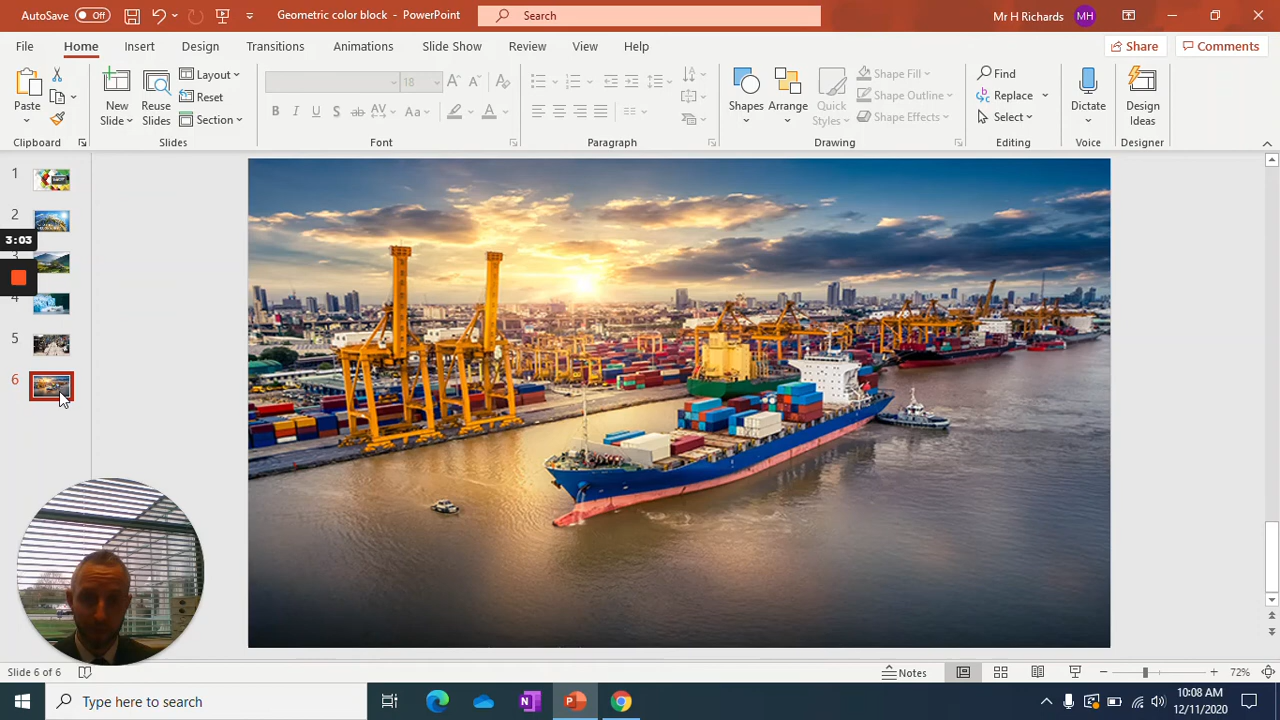 AutoSave Off Geometric color block - PowerPoint Search Mr H Richards MH
File Home Insert Design Transitions Animations Slide Show Review View Help Share Comments
Paste New Slide Reuse Slides Layout Reset Section 18 Shapes Arrange Quick Styles Shape Fill Shape Outline Shape Effects Find Replace Select Dictate Design Ideas
Clipboard Slides Font Paragraph Drawing Editing Voice Designer
1
2
3:03
3
4
5
6
Slide 6 of 6 Notes 72%
Type here to search 10:08 AM
12/11/2020